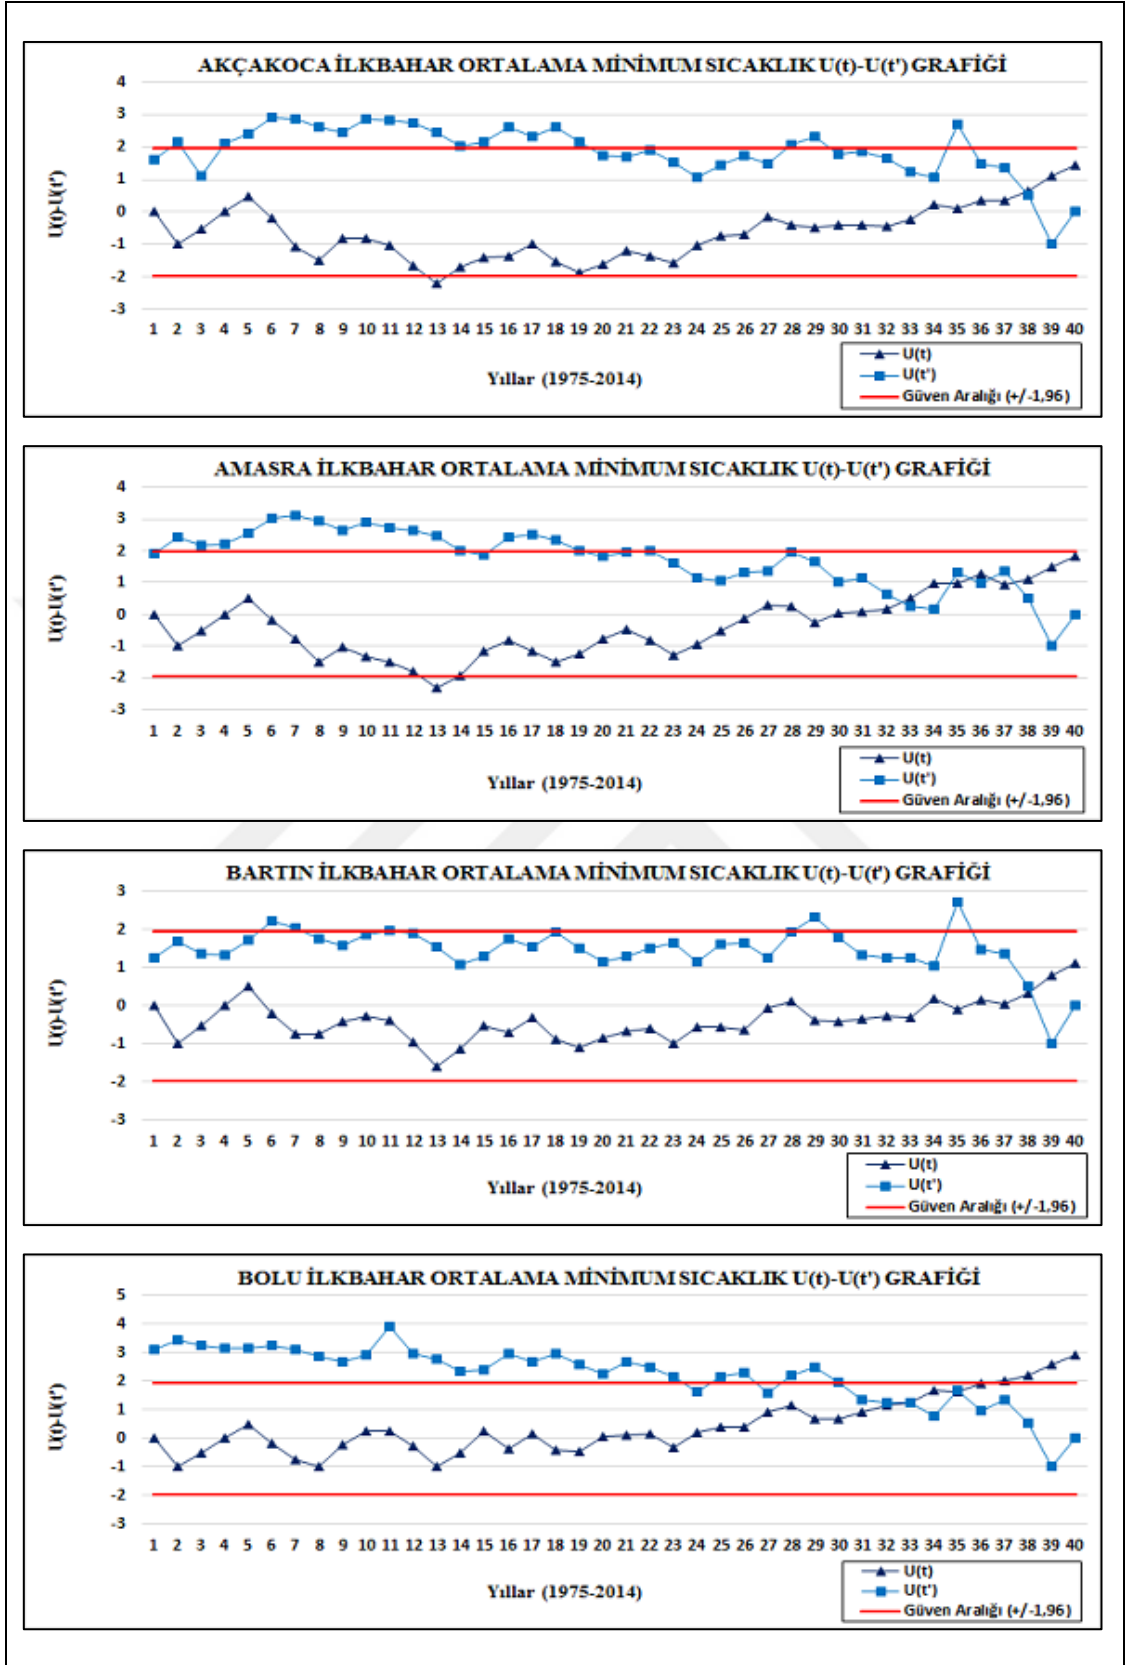 AKÇAKOCA İLKBAHAR ORTALAMA MİNİMUM SICAKLIK U(t)-U(t') GRAFİĞİ
4
3
2
1
0
-1
-2
-3
U(t)-U(t')
1 2 3 4 5 6 7 8 9 10 11 12 13 14 15 16 17 18 19 20 21 22 23 24 25 26 27 28 29 30 31 32 33 34 35 36 37 38 39 40
Yıllar (1975-2014)
U(t)
U(t')
Güven Aralığı (+/-1,96)
AMASRA İLKBAHAR ORTALAMA MİNİMUM SICAKLIK U(t)-U(t') GRAFİĞİ
4
3
2
1
0
-1
-2
-3
U(t)-U(t')
1 2 3 4 5 6 7 8 9 10 11 12 13 14 15 16 17 18 19 20 21 22 23 24 25 26 27 28 29 30 31 32 33 34 35 36 37 38 39 40
Yıllar (1975-2014)
U(t)
U(t')
Güven Aralığı (+/-1,96)
BARTIN İLKBAHAR ORTALAMA MİNİMUM SICAKLIK U(t)-U(t') GRAFİĞİ
3
2
1
0
-1
-2
-3
U(t)-U(t')
1 2 3 4 5 6 7 8 9 10 11 12 13 14 15 16 17 18 19 20 21 22 23 24 25 26 27 28 29 30 31 32 33 34 35 36 37 38 39 40
Yıllar (1975-2014)
U(t)
U(t')
Güven Aralığı (+/-1,96)
BOLU İLKBAHAR ORTALAMA MİNİMUM SICAKLIK U(t)-U(t') GRAFİĞİ
5
4
3
2
1
0
-1
-2
-3
U(t)-U(t')
1 2 3 4 5 6 7 8 9 10 11 12 13 14 15 16 17 18 19 20 21 22 23 24 25 26 27 28 29 30 31 32 33 34 35 36 37 38 39 40
Yıllar (1975-2014)
U(t)
U(t')
Güven Aralığı (+/-1,96)